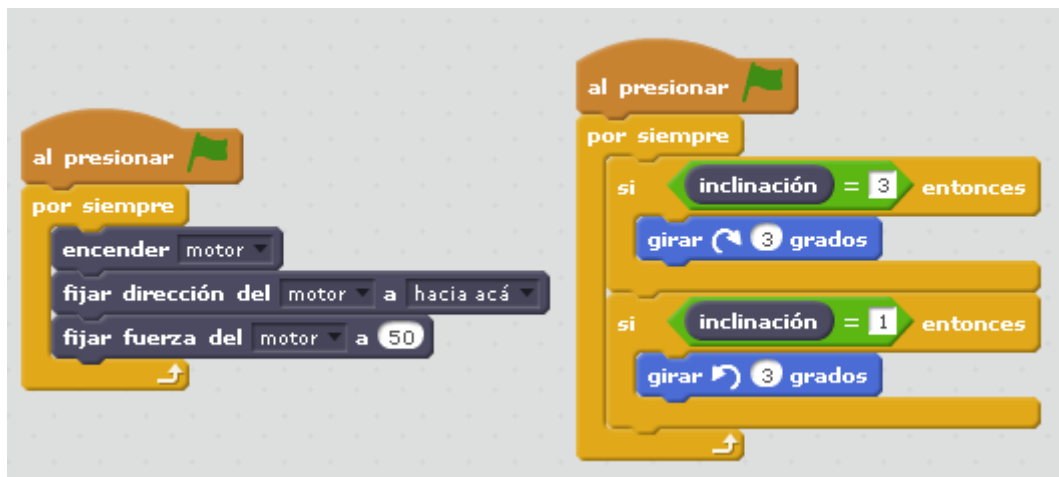 al presionar
por siempre
encender motor
fijar dirección del motor a hacia acá
fijar fuerza del motor a 50
al presionar
por siempre
si inclinación = 3 entonces
girar 3 grados
si inclinación = 1 entonces
girar 3 grados